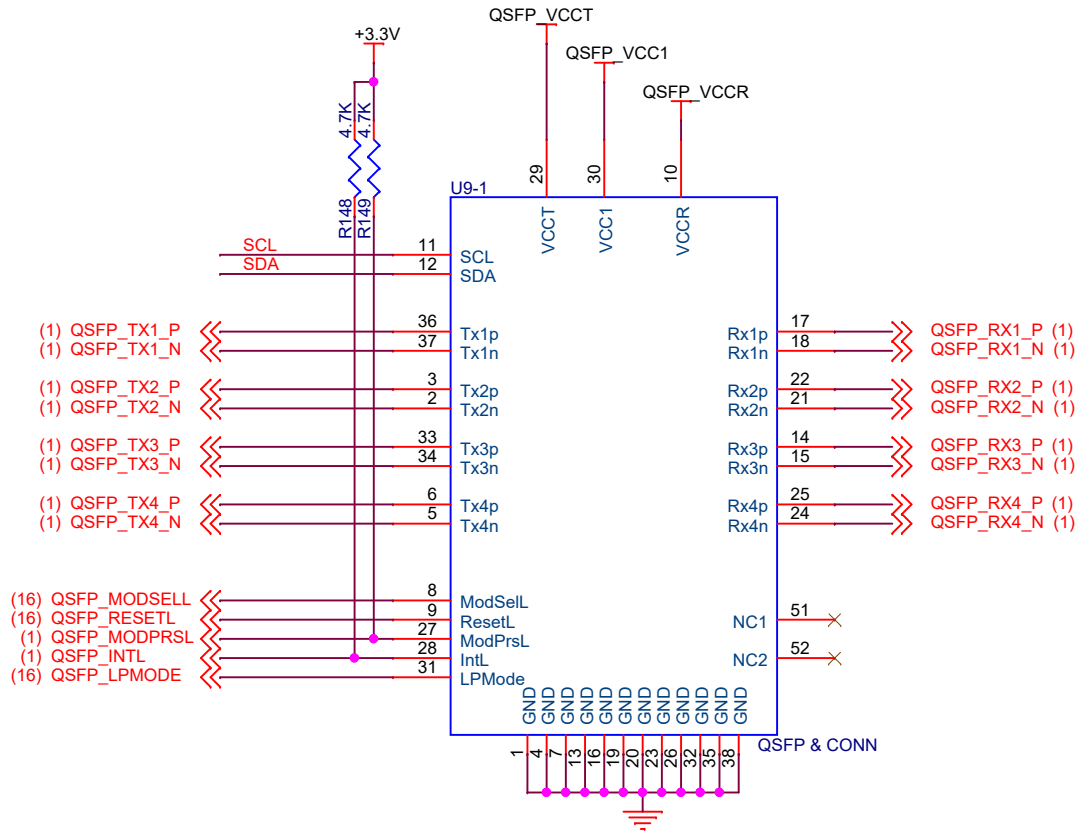 QSFP_VCCT
+3.3V
QSFP_VCC1
QSFP_VCCR
4.7K
4.7K
R148
R149
29
30
10
U9-1
VCCT
VCC1
VCCR
SCL 11 SCL
SDA 12 SDA
(1) QSFP_TX1_P 36 Tx1p
(1) QSFP_TX1_N 37 Tx1n
(1) QSFP_TX2_P 3 Tx2p
(1) QSFP_TX2_N 2 Tx2n
(1) QSFP_TX3_P 33 Tx3p
(1) QSFP_TX3_N 34 Tx3n
(1) QSFP_TX4_P 6 Tx4p
(1) QSFP_TX4_N 5 Tx4n
Rx1p 17 QSFP_RX1_P (1)
Rx1n 18 QSFP_RX1_N (1)
Rx2p 22 QSFP_RX2_P (1)
Rx2n 21 QSFP_RX2_N (1)
Rx3p 14 QSFP_RX3_P (1)
Rx3n 15 QSFP_RX3_N (1)
Rx4p 25 QSFP_RX4_P (1)
Rx4n 24 QSFP_RX4_N (1)
(16) QSFP_MODSELL 8 ModSelL
(16) QSFP_RESETL 9 ResetL
(1) QSFP_MODPRSL 27 ModPrsL
(1) QSFP_INTL 28 IntL
(16) QSFP_LPMODE 31 LPMode
NC1 51
NC2 52
GND GND GND GND GND GND GND GND GND GND GND GND
1 4 7 13 16 19 20 23 26 32 35 38
QSFP & CONN